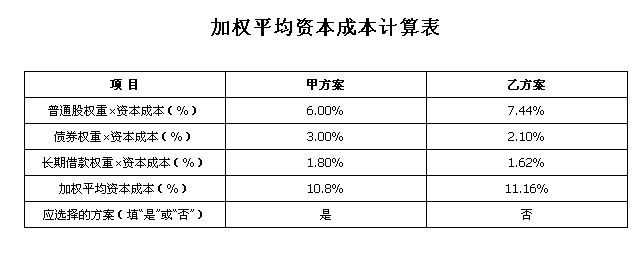 加权平均资本成本计算表
项 目 甲方案 乙方案
普通股权重×资本成本（%） 6.00% 7.44%
债券权重×资本成本（%） 3.00% 2.10%
长期借款权重×资本成本（%） 1.80% 1.62%
加权平均资本成本（%） 10.8% 11.16%
应选择的方案（填“是”或“否”） 是 否